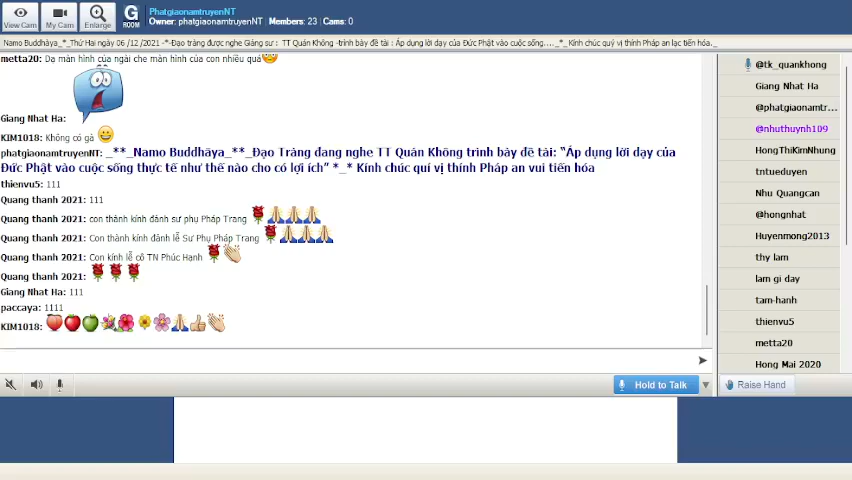 View Cam
My Cam
Enlarge
G
ROOM
PhatgiaonamtruyenNT
Owner: phatgiaonamtruyenNT | Members: 23 | Cams: 0
Namo Buddhàya_*_Thứ Hai ngày 06 /12 /2021 -*-Đạo tràng được nghe Giảng sư : TT Quán Không -trình bày đề tài : Áp dụng lời dạy của Đức Phật vào cuộc sống...._*_ Kính chúc quý vị thính Pháp an lạc tiến hóa._
metta20: Dạ màn hình của ngài che màn hình của con nhiều quá
Giang Nhat Ha:
KIM1018: Không có gà
phatgiaonamtruyenNT: _**_Namo Buddhãya_**_Đạo Tràng đang nghe TT Quán Không trình bày đề tài: “Áp dụng lời dạy của
Đức Phật vào cuộc sống thực tế như thế nào cho có lợi ích” *_* Kính chúc quí vị thính Pháp an vui tiến hóa
thienvu5: 111
Quang thanh 2021: 111
Quang thanh 2021: con thành kính đảnh sư phụ Pháp Trang
Quang thanh 2021: Con thành kính đảnh lễ Sư Phụ Pháp Trang
Quang thanh 2021: Con kính lễ cô TN Phúc Hạnh
Quang thanh 2021:
Giang Nhat Ha: 111
paccaya: 1111
KIM1018:
@tk_quankhong
Giang Nhat Ha
@phatgiaonamtr...
@nhuthuynh109
HongThiKimNhung
tntueduyen
Nhu Quangcan
@hongnhat
Huyenmong2013
thy lam
lam gi day
tam-hanh
thienvu5
metta20
Hong Mai 2020
Hold to Talk
Raise Hand